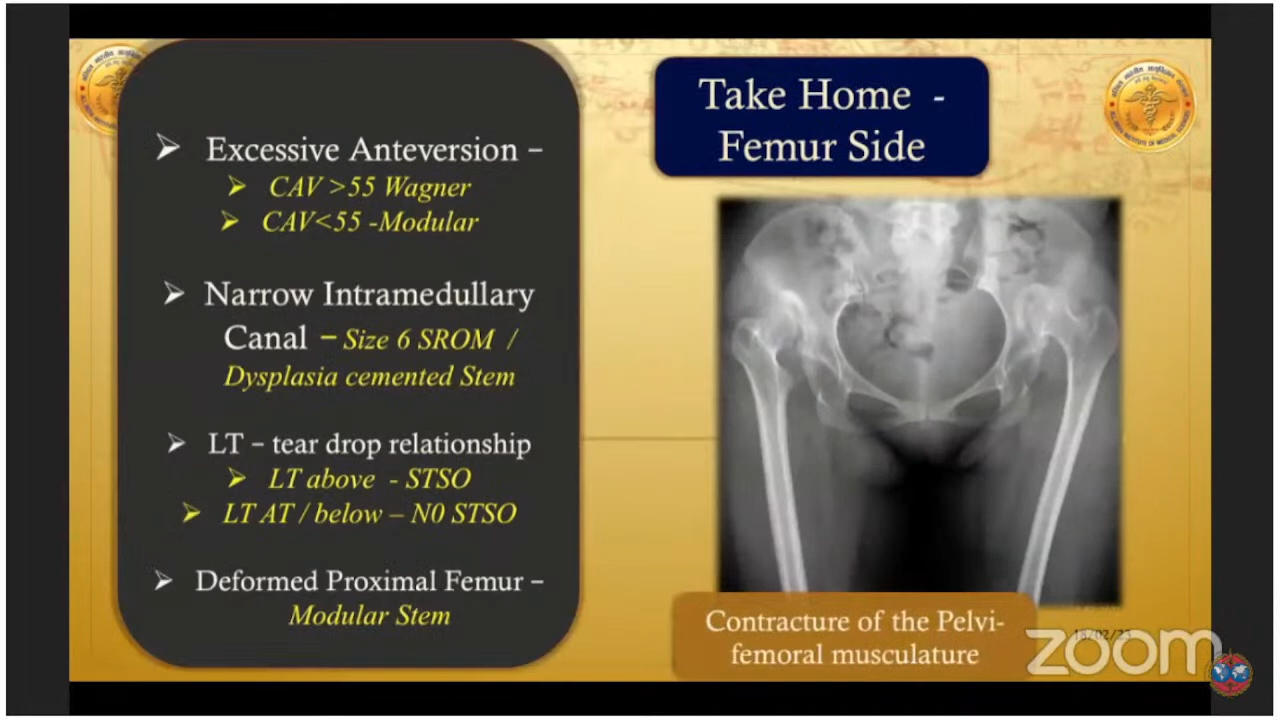 Take Home -
Femur Side
➢ Excessive Anteversion –
➢ CAV >55 Wagner
➢ CAV<55 -Modular
➢ Narrow Intramedullary
Canal – Size 6 SROM /
Dysplasia cemented Stem
➢ LT – tear drop relationship
➢ LT above - STSO
➢ LT AT / below – N0 STSO
➢ Deformed Proximal Femur –
Modular Stem
Contracture of the Pelvi-
femoral musculature
zoom